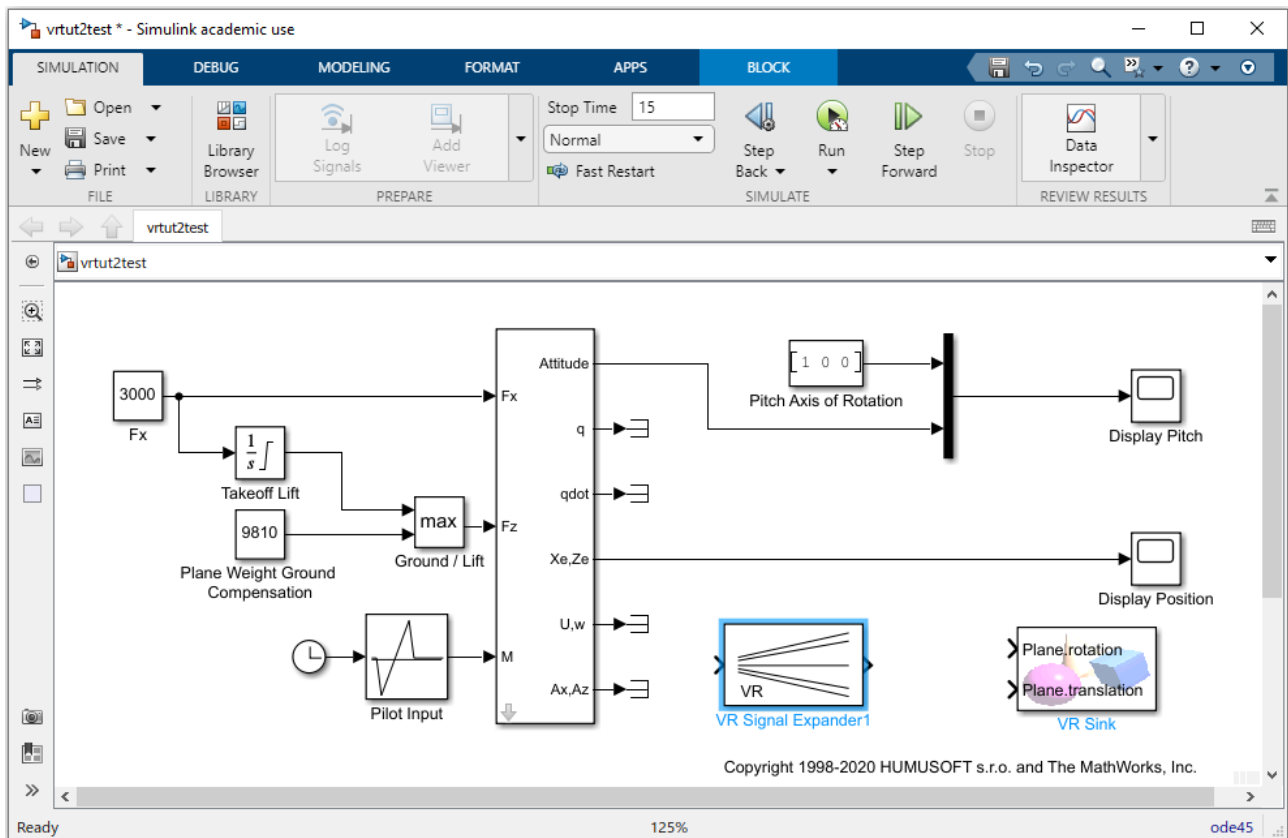 vrtut2test * - Simulink academic use
SIMULATION DEBUG MODELING FORMAT APPS BLOCK
New
Open
Save
Print
FILE
Library
Browser
LIBRARY
Log
Signals
Add
Viewer
PREPARE
Stop Time 15
Normal
Fast Restart
Step
Back
Run
Step
Forward
Stop
SIMULATE
Data
Inspector
REVIEW RESULTS
vrtut2test
vrtut2test
3000
Fx
1
s
Takeoff Lift
9810
Plane Weight Ground
Compensation
max
Ground / Lift
Pilot Input
Fx
Fz
M
Attitude
q
qdot
Xe,Ze
U,w
Ax,Az
[1 0 0]
Pitch Axis of Rotation
Display Pitch
Display Position
VR
VR Signal Expander1
Plane.rotation
Plane.translation
VR Sink
Copyright 1998-2020 HUMUSOFT s.r.o. and The MathWorks, Inc.
Ready 125% ode45